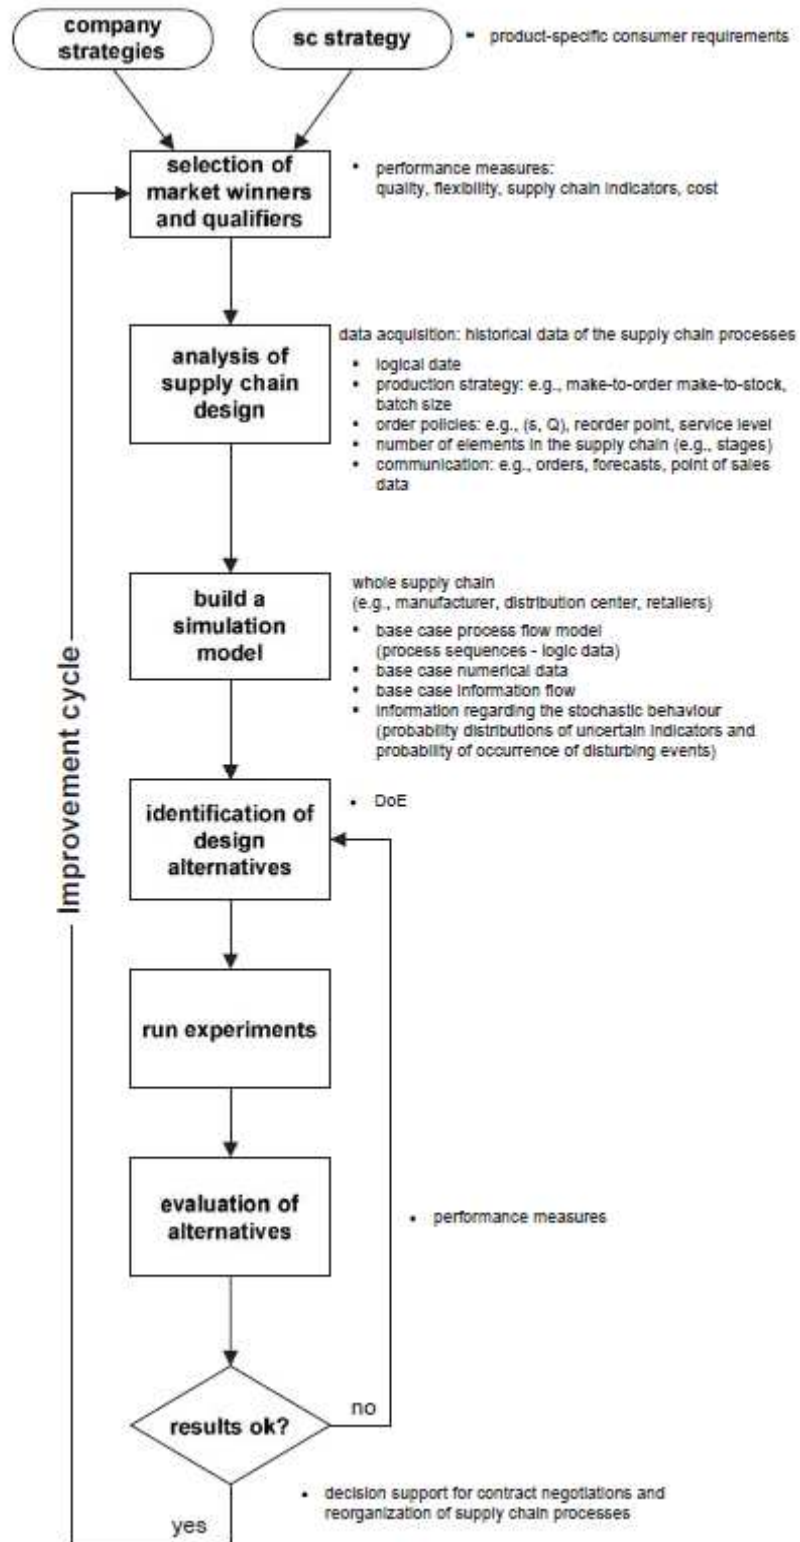 company
strategies
sc strategy
• product-specific consumer requirements
selection of
market winners
and qualifiers
• performance measures:
quality, flexibility, supply chain indicators, cost
analysis of
supply chain
design
data acquisition: historical data of the supply chain processes
• logical date
• production strategy: e.g., make-to-order make-to-stock,
batch size
• order policies: e.g., (s, Q), reorder point, service level
• number of elements in the supply chain (e.g., stages)
• communication: e.g., orders, forecasts, point of sales
data
build a
simulation
model
whole supply chain
(e.g., manufacturer, distribution center, retailers)
• base case process flow model
(process sequences - logic data)
• base case numerical data
• base case information flow
• information regarding the stochastic behaviour
(probability distributions of uncertain indicators and
probability of occurrence of disturbing events)
Improvement cycle
identification of
design
alternatives
• DoE
run experiments
evaluation of
alternatives
• performance measures
results ok?
no
• decision support for contract negotiations and
reorganization of supply chain processes
yes